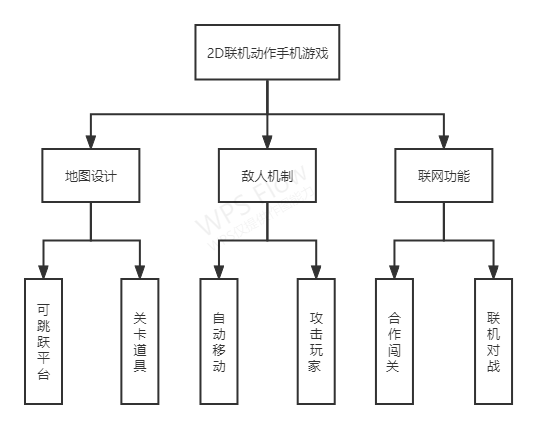 2D联机动作手机游戏
地图设计
敌人机制
联网功能
可跳跃平台
关卡道具
自动移动
攻击玩家
合作闯关
联机对战
WPS Flow